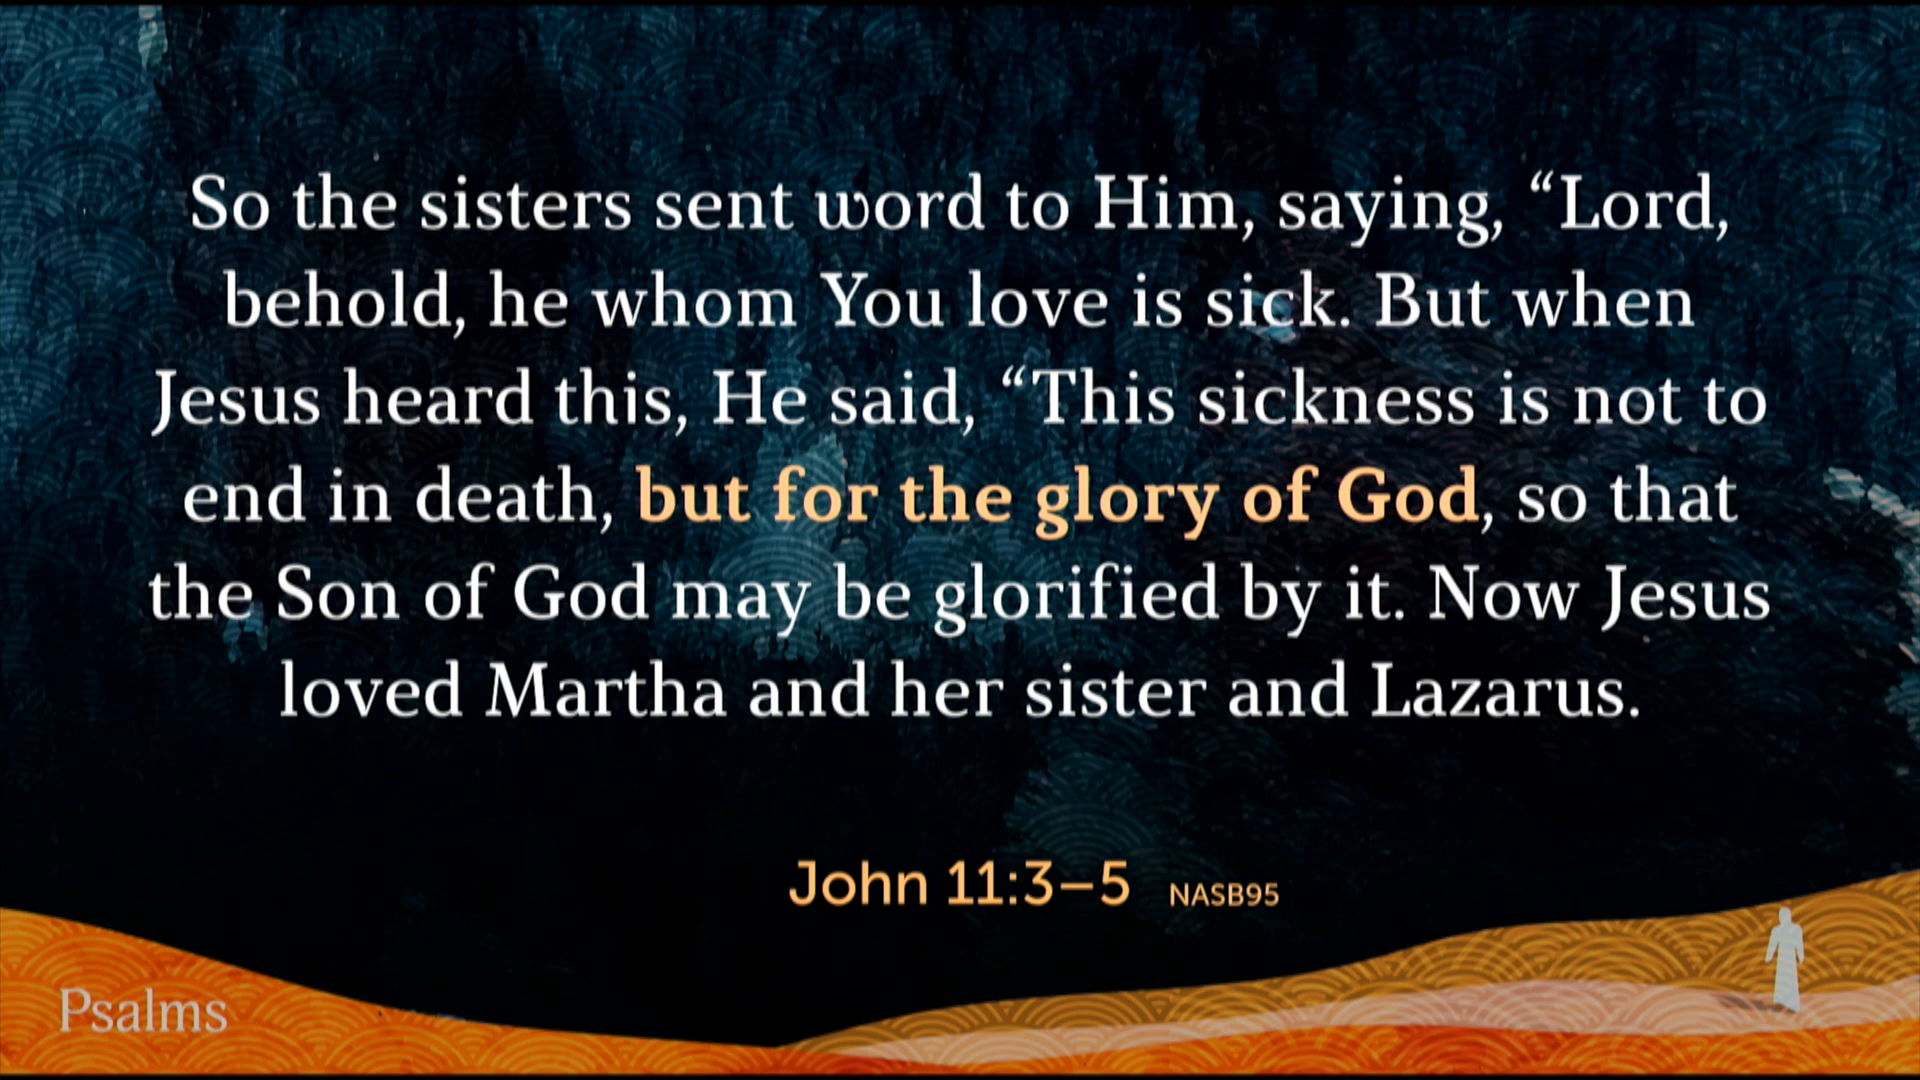 So the sisters sent word to Him, saying, “Lord,
behold, he whom You love is sick. But when
Jesus heard this, He said, “This sickness is not to
end in death, but for the glory of God, so that
the Son of God may be glorified by it. Now Jesus
loved Martha and her sister and Lazarus.
John 11:3–5 NASB95
Psalms